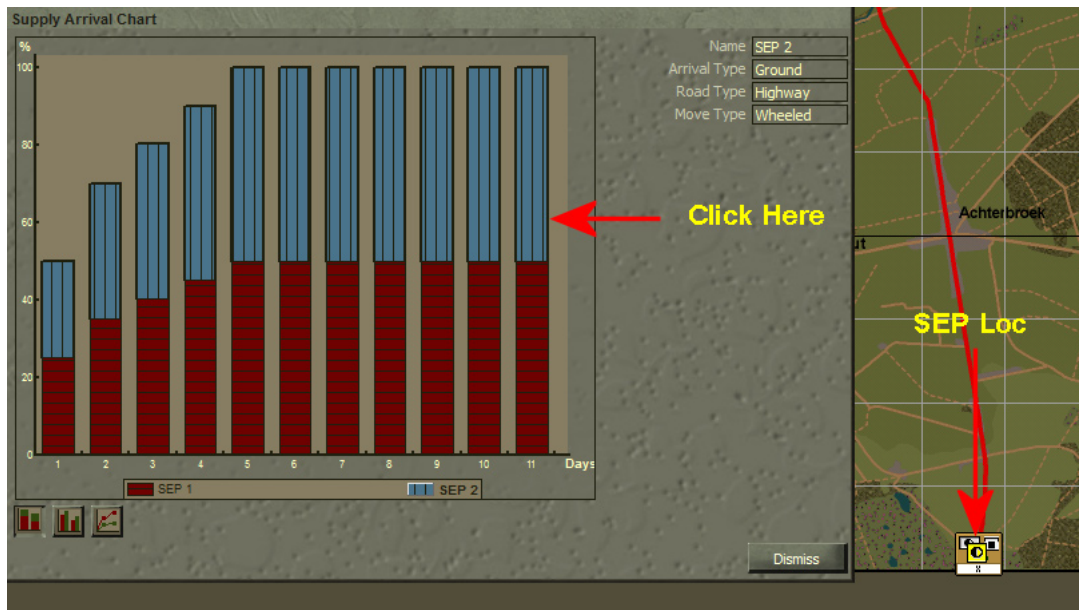 Supply Arrival Chart
%
100
80
60
40
20
0
1 2 3 4 5 6 7 8 9 10 11 Days
SEP 1 SEP 2
Name SEP 2
Arrival Type Ground
Road Type Highway
Move Type Wheeled
Click Here
Dismiss
Achterbroek
ut
SEP Loc
x